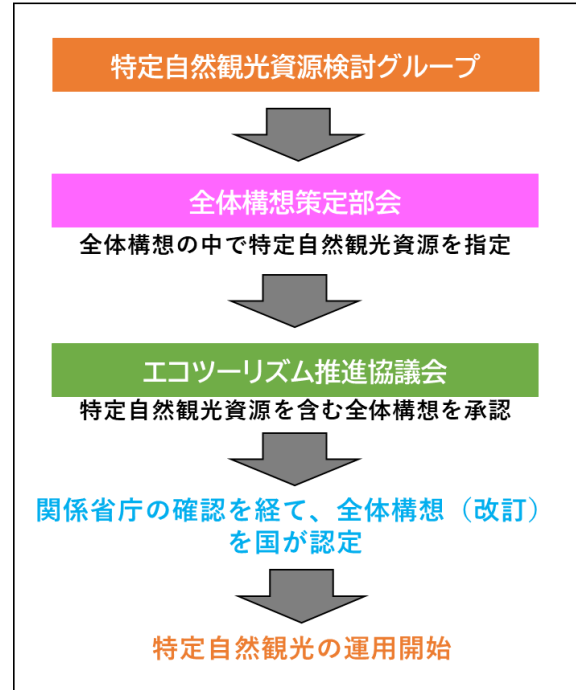 特定自然観光資源検討グループ
全体構想策定部会
全体構想の中で特定自然観光資源を指定
エコツーリズム推進協議会
特定自然観光資源を含む全体構想を承認
関係省庁の確認を経て、全体構想（改訂）
を国が認定
特定自然観光の運用開始